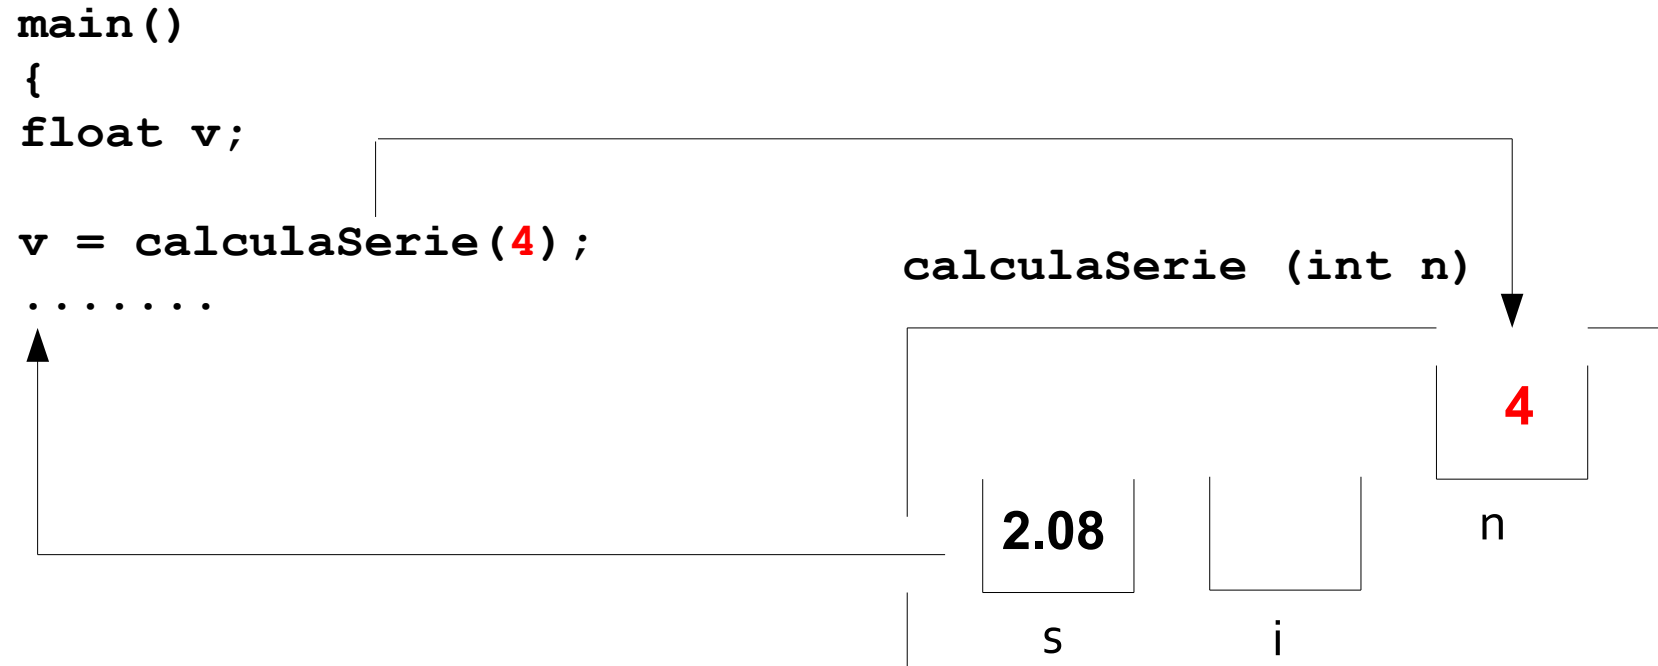 main()
{
float v;
v = calculaSerie(4);
.......
calculaSerie (int n)
4
n
2.08
s
i